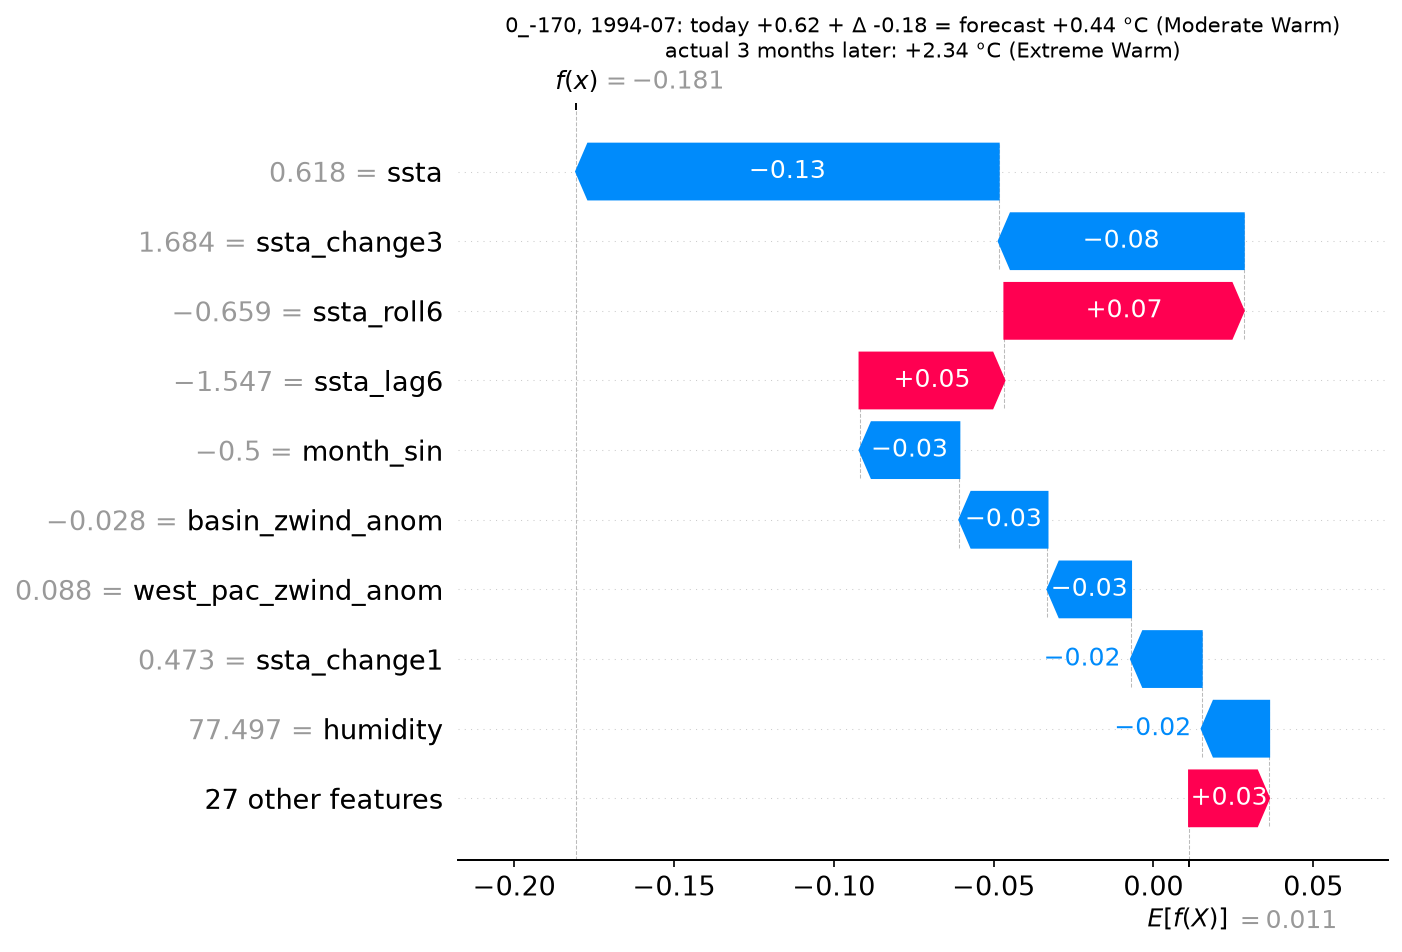 0_-170, 1994-07: today +0.62 + Δ -0.18 = forecast +0.44 °C (Moderate Warm)
actual 3 months later: +2.34 °C (Extreme Warm)
f(x) = −0.181
0.618 = ssta −0.13
1.684 = ssta_change3 −0.08
−0.659 = ssta_roll6 +0.07
−1.547 = ssta_lag6 +0.05
−0.5 = month_sin −0.03
−0.028 = basin_zwind_anom −0.03
0.088 = west_pac_zwind_anom −0.03
0.473 = ssta_change1 −0.02
77.497 = humidity −0.02
27 other features +0.03
−0.20 −0.15 −0.10 −0.05 0.00 0.05
E[f(X)] = 0.011